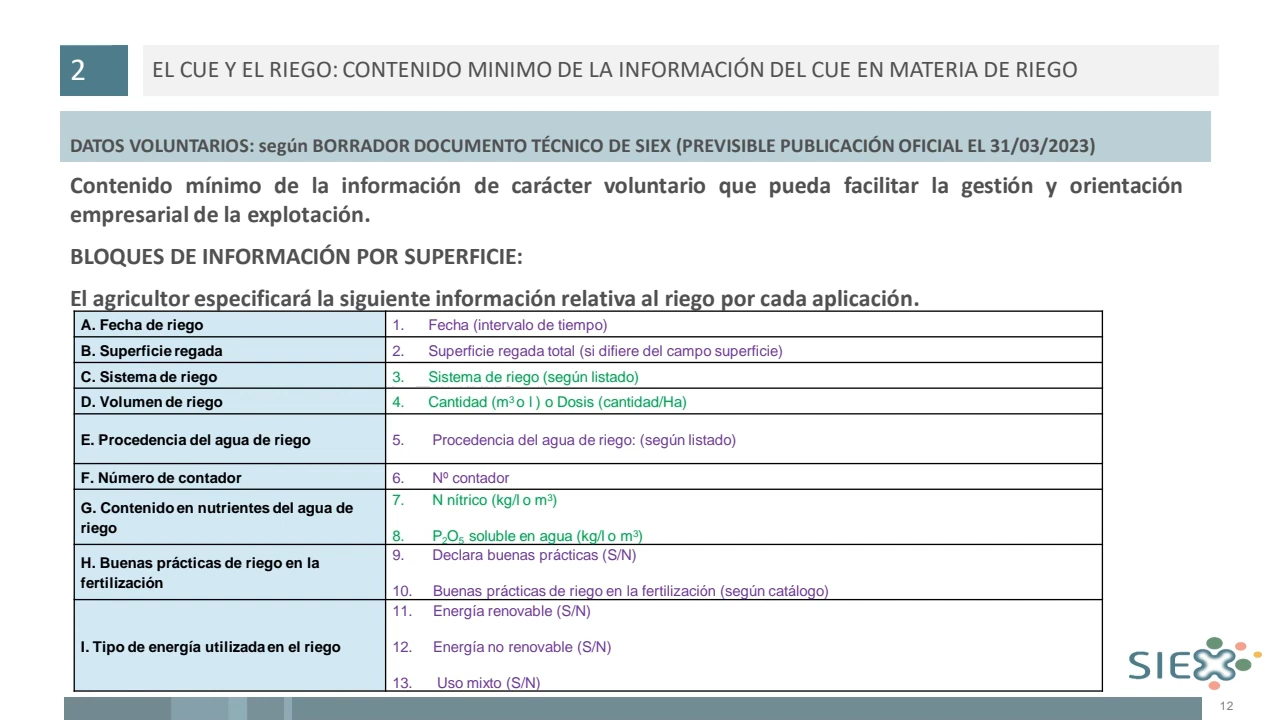 2
EL CUE Y EL RIEGO: CONTENIDO MINIMO DE LA INFORMACIÓN DEL CUE EN MATERIA DE RIEGO
DATOS VOLUNTARIOS: según BORRADOR DOCUMENTO TÉCNICO DE SIEX (PREVISIBLE PUBLICACIÓN OFICIAL EL 31/03/2023)
Contenido mínimo de la información de carácter voluntario que pueda facilitar la gestión y orientación
empresarial de la explotación.
BLOQUES DE INFORMACIÓN POR SUPERFICIE:
El agricultor especificará la siguiente información relativa al riego por cada aplicación.
A. Fecha de riego
1. Fecha (intervalo de tiempo)
B. Superficie regada
2. Superficie regada total (si difiere del campo superficie)
C. Sistema de riego
3. Sistema de riego (según listado)
D. Volumen de riego
4. Cantidad (m³ o l ) o Dosis (cantidad/Ha)
E. Procedencia del agua de riego
5. Procedencia del agua de riego: (según listado)
F. Número de contador
6. Nº contador
G. Contenido en nutrientes del agua de
riego
7. N nítrico (kg/l o m³)
8. P₂O₅ soluble en agua (kg/l o m³)
H. Buenas prácticas de riego en la
fertilización
9. Declara buenas prácticas (S/N)
10. Buenas prácticas de riego en la fertilización (según catálogo)
I. Tipo de energía utilizada en el riego
11. Energía renovable (S/N)
12. Energía no renovable (S/N)
13. Uso mixto (S/N)
SIEX
12